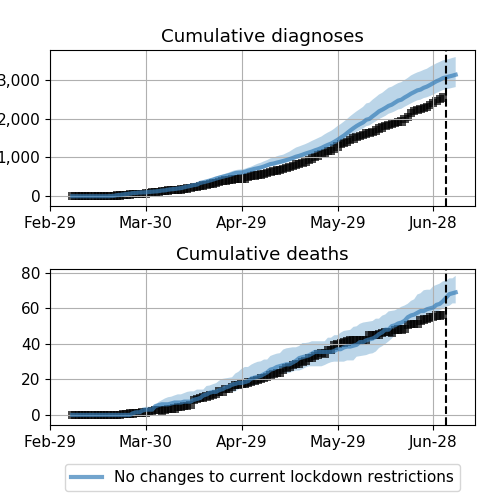 Cumulative diagnoses
3,000
2,000
1,000
0
Feb-29 Mar-30 Apr-29 May-29 Jun-28
Cumulative deaths
80
60
40
20
0
Feb-29 Mar-30 Apr-29 May-29 Jun-28
No changes to current lockdown restrictions